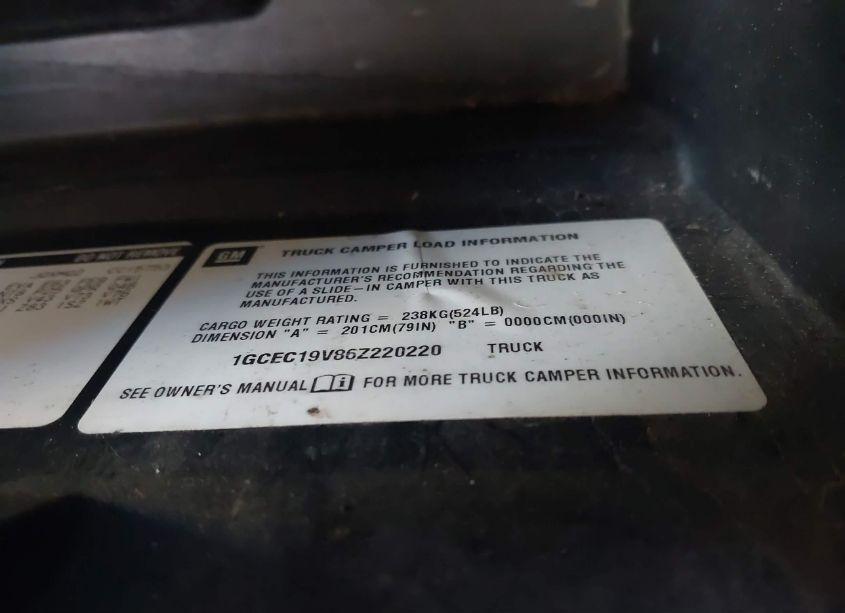 DO NOT REMOVE
GM TRUCK CAMPER LOAD INFORMATION
THIS INFORMATION IS FURNISHED TO INDICATE THE
MANUFACTURER'S RECOMMENDATION REGARDING THE
USE OF A SLIDE-IN CAMPER WITH THIS TRUCK AS
MANUFACTURED.
CARGO WEIGHT RATING = 238KG(524LB)
DIMENSION "A" = 201CM(79IN) "B" = 0000CM(000IN)
1GCEC19V86Z220220 TRUCK
SEE OWNER'S MANUAL FOR MORE TRUCK CAMPER INFORMATION.